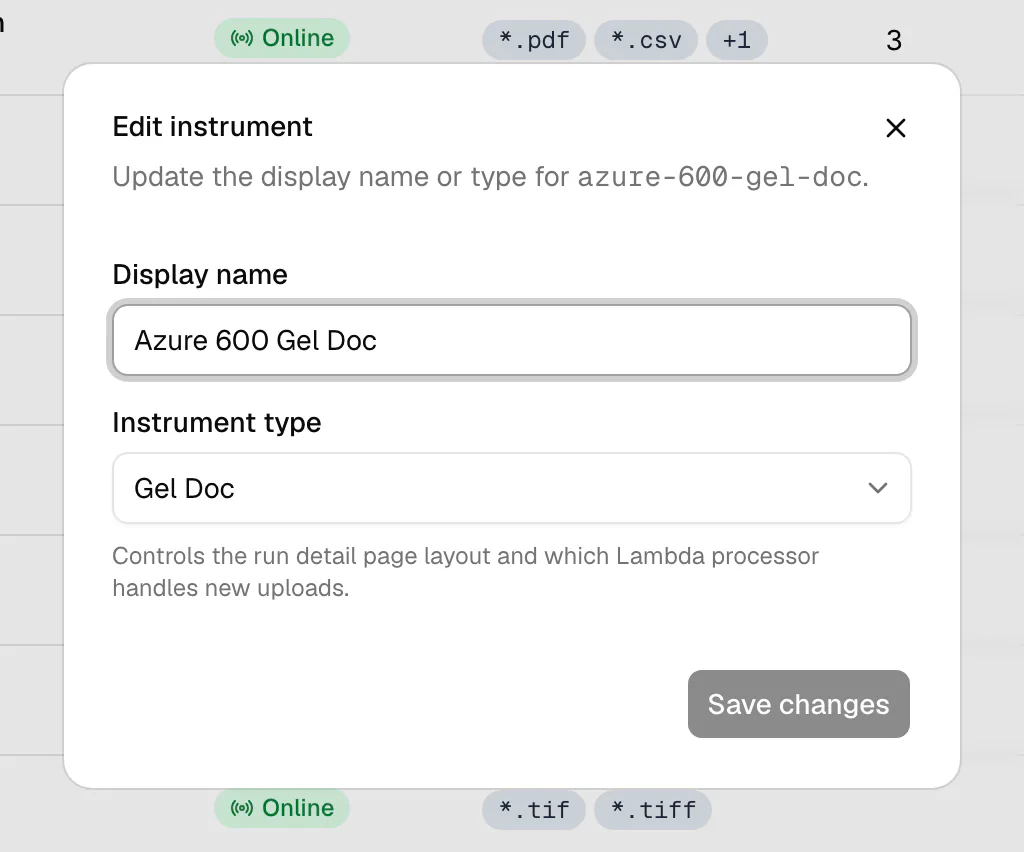 Online *.pdf *.csv +1 3
Edit instrument
Update the display name or type for azure-600-gel-doc.
Display name
Azure 600 Gel Doc
Instrument type
Gel Doc
Controls the run detail page layout and which Lambda processor
handles new uploads.
Save changes
Online *.tif *.tiff